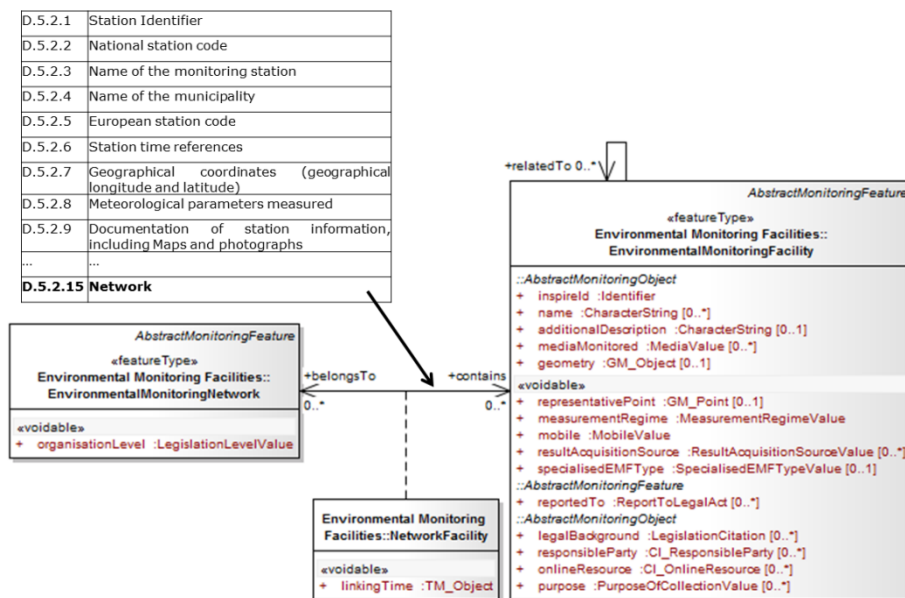 D.5.2.1 Station Identifier
D.5.2.2 National station code
D.5.2.3 Name of the monitoring station
D.5.2.4 Name of the municipality
D.5.2.5 European station code
D.5.2.6 Station time references
D.5.2.7 Geographical coordinates (geographical
longitude and latitude)
D.5.2.8 Meteorological parameters measured
D.5.2.9 Documentation of station information,
including Maps and photographs
... ...
D.5.2.15 Network
+relatedTo 0..*
AbstractMonitoringFeature
«featureType»
Environmental Monitoring Facilities::
EnvironmentalMonitoringFacility
::AbstractMonitoringObject
+ inspireId :Identifier
+ name :CharacterString [0..*]
+ additionalDescription :CharacterString [0..1]
+ mediaMonitored :MediaValue [0..*]
+ geometry :GM_Object [0..1]
«voidable»
+ representativePoint :GM_Point [0..1]
+ measurementRegime :MeasurementRegimeValue
+ mobile :MobileValue
+ resultAcquisitionSource :ResultAcquisitionSourceValue [0..*]
+ specialisedEMFType :SpecialisedEMFTypeValue [0..1]
::AbstractMonitoringFeature
+ reportedTo :ReportToLegalAct [0..*]
::AbstractMonitoringObject
+ legalBackground :LegislationCitation [0..*]
+ responsibleParty :CI_ResponsibleParty [0..*]
+ onlineResource :CI_OnlineResource [0..*]
+ purpose :PurposeOfCollectionValue [0..*]
AbstractMonitoringFeature
«featureType»
Environmental Monitoring Facilities::
EnvironmentalMonitoringNetwork
«voidable»
+ organisationLevel :LegislationLevelValue
+belongsTo
0..*
+contains
0..*
Environmental Monitoring
Facilities::NetworkFacility
«voidable»
+ linkingTime :TM_Object